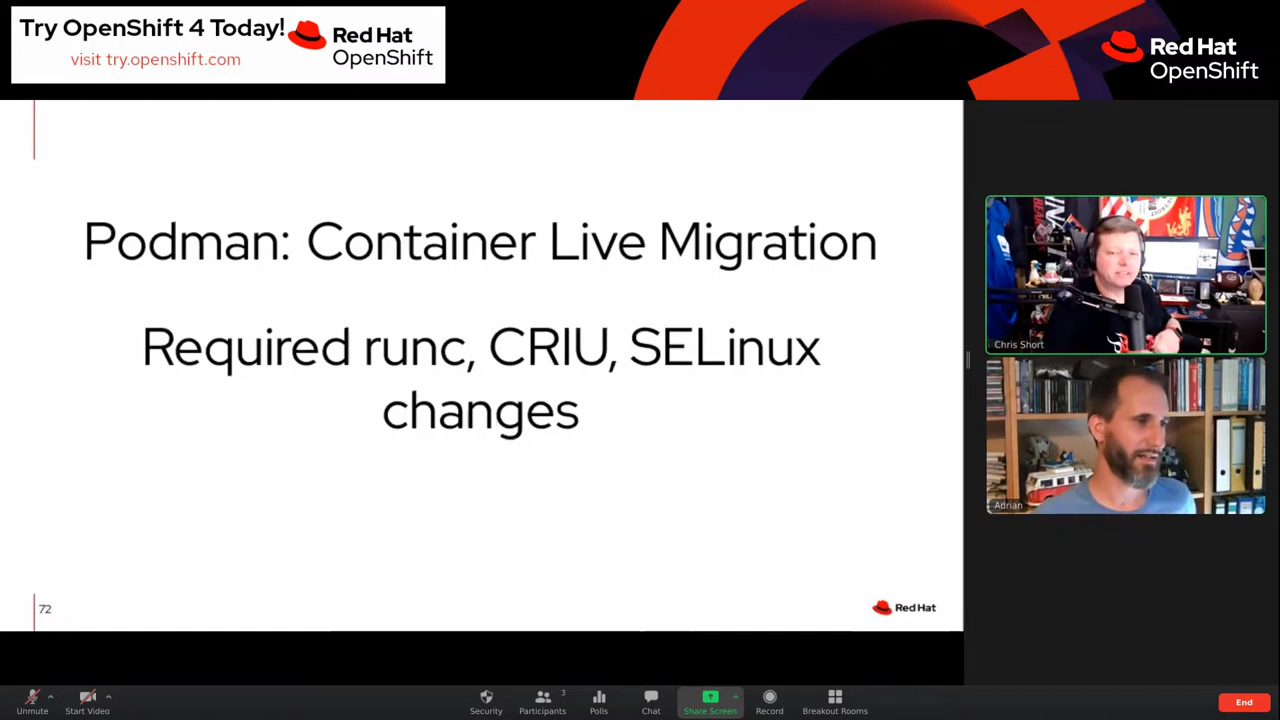 Try OpenShift 4 Today!
visit try.openshift.com
Red Hat
OpenShift
Red Hat
OpenShift
Podman: Container Live Migration
Required runc, CRIU, SELinux
changes
72
Red Hat
Chris Short
Adrian
Unmute
Start Video
Security
Participants
3
Polls
Chat
Share Screen
Record
Breakout Rooms
End